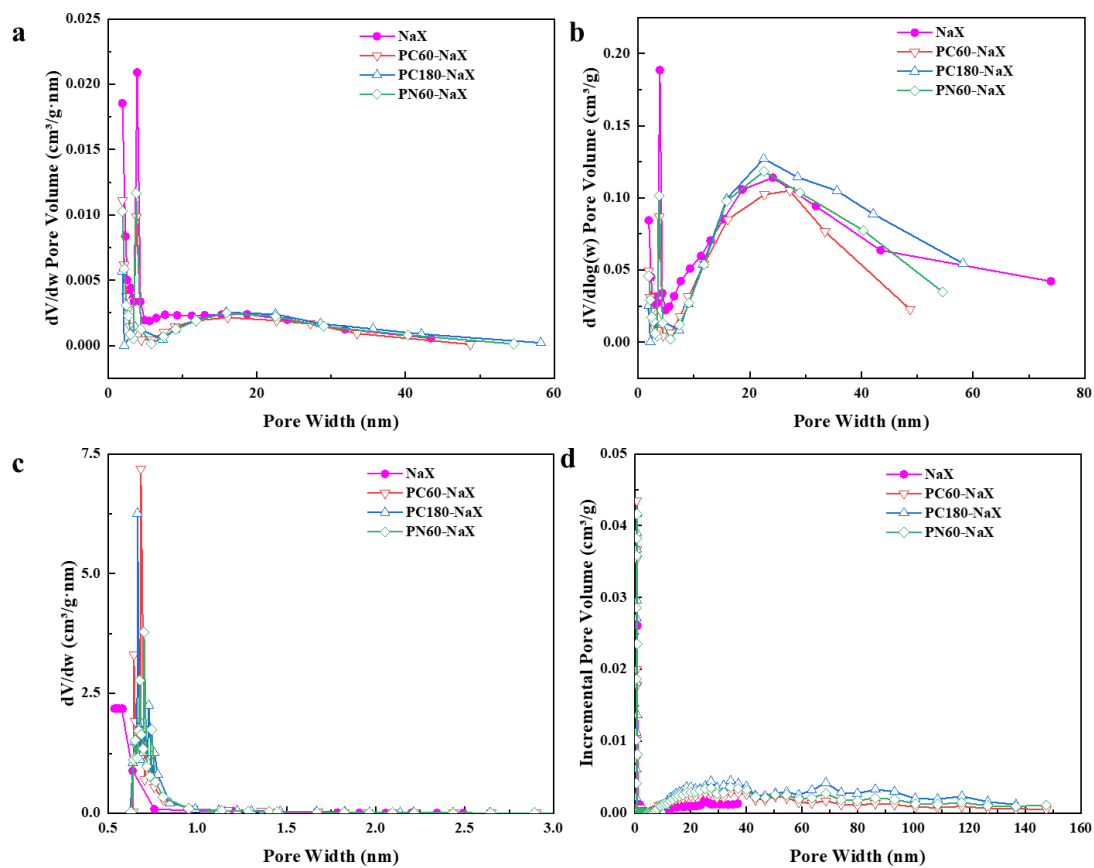 a
0.025
0.020
0.015
0.010
0.005
0.000
dV/dw Pore Volume (cm³/g·nm)
NaX
PC60-NaX
PC180-NaX
PN60-NaX
0
20
40
60
Pore Width (nm)
b
0.20
0.15
0.10
0.05
0.00
dV/dlog(w) Pore Volume (cm³/g)
NaX
PC60-NaX
PC180-NaX
PN60-NaX
0
20
40
60
80
Pore Width (nm)
c
7.5
5.0
2.5
0.0
dV/dw (cm³/g·nm)
NaX
PC60-NaX
PC180-NaX
PN60-NaX
0.5
1.0
1.5
2.0
2.5
3.0
Pore Width (nm)
d
0.05
0.04
0.03
0.02
0.01
0.00
Incremental Pore Volume (cm³/g)
NaX
PC60-NaX
PC180-NaX
PN60-NaX
0
20
40
60
80
100
120
140
160
Pore Width (nm)